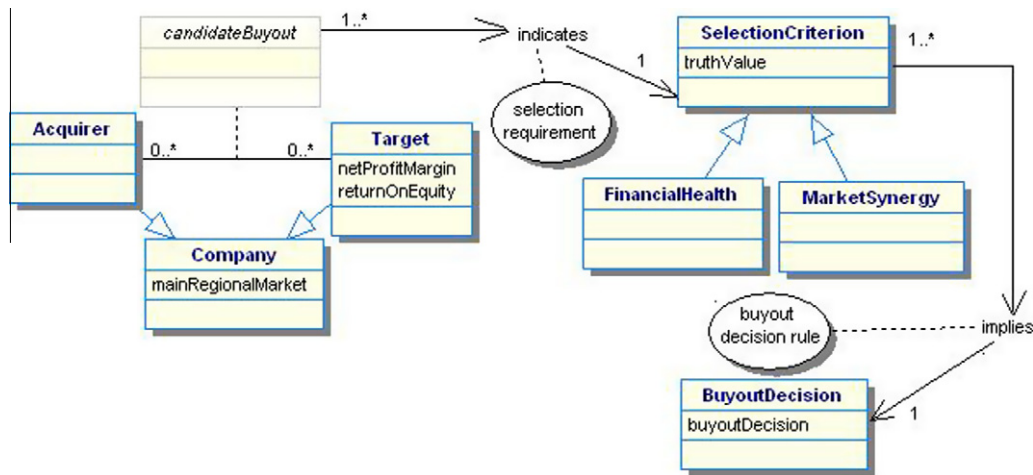 candidateBuyout
1..*
indicates
1
SelectionCriterion
truthValue
1..*
selection
requirement
Acquirer
0..*
0..*
Target
netProfitMargin
returnOnEquity
FinancialHealth
MarketSynergy
Company
mainRegionalMarket
buyout
decision rule
implies
BuyoutDecision
buyoutDecision
1